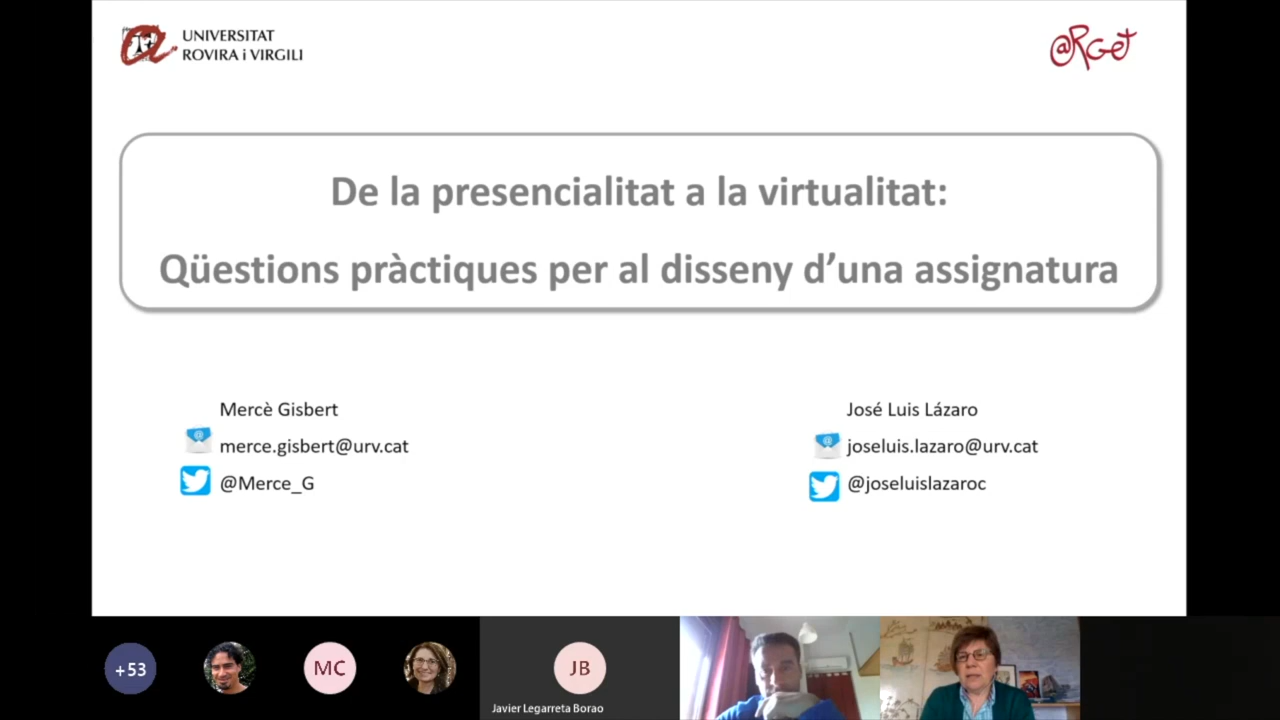 UNIVERSITAT
ROVIRA i VIRGILI
@RGet
De la presencialitat a la virtualitat:
Qüestions pràctiques per al disseny d’una assignatura
Mercè Gisbert
merce.gisbert@urv.cat
@Merce_G
José Luis Lázaro
joseluis.lazaro@urv.cat
@joseluislazaroc
+53
MC
JB
Javier Legarreta Borao